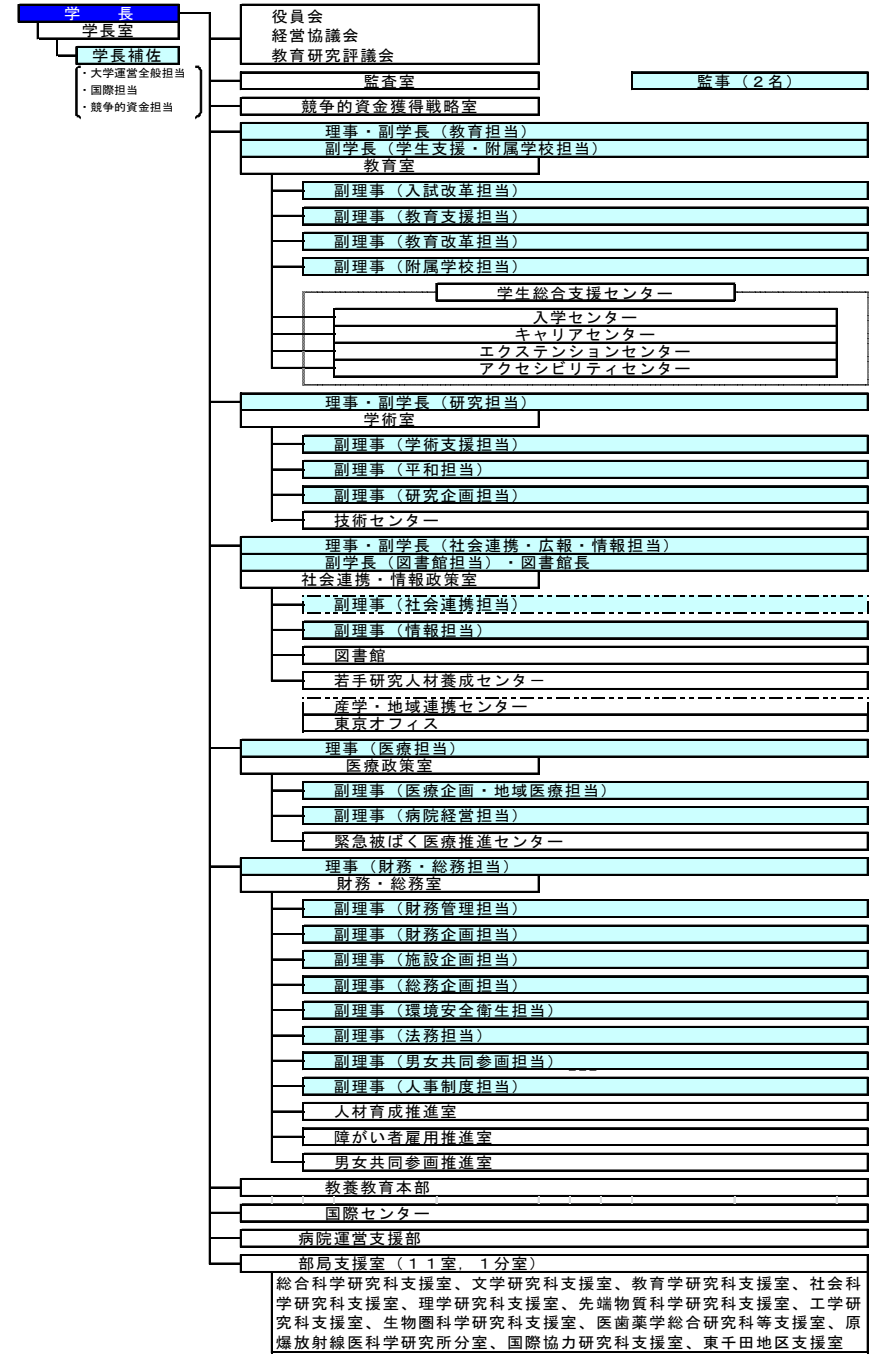 学　長
学長室
学長補佐
・大学運営全般担当
・国際担当
・競争的資金担当
役員会
経営協議会
教育研究評議会
監査室
監事（２名）
競争的資金獲得戦略室
理事・副学長（教育担当）
副学長（学生支援・附属学校担当）
教育室
副理事（入試改革担当）
副理事（教育支援担当）
副理事（教育改革担当）
副理事（附属学校担当）
学生総合支援センター
入学センター
キャリアセンター
エクステンションセンター
アクセシビリティセンター
理事・副学長（研究担当）
学術室
副理事（学術支援担当）
副理事（平和担当）
副理事（研究企画担当）
技術センター
理事・副学長（社会連携・広報・情報担当）
副学長（図書館担当）・図書館長
社会連携・情報政策室
副理事（社会連携担当）
副理事（情報担当）
図書館
若手研究人材養成センター
産学・地域連携センター
東京オフィス
理事（医療担当）
医療政策室
副理事（医療企画・地域医療担当）
副理事（病院経営担当）
緊急被ばく医療推進センター
理事（財務・総務担当）
財務・総務室
副理事（財務管理担当）
副理事（財務企画担当）
副理事（施設企画担当）
副理事（総務企画担当）
副理事（環境安全衛生担当）
副理事（法務担当）
副理事（男女共同参画担当）
副理事（人事制度担当）
人材育成推進室
障がい者雇用推進室
男女共同参画推進室
教養教育本部
国際センター
病院運営支援部
部局支援室（１１室，１分室）
総合科学研究科支援室、文学研究科支援室、教育学研究科支援室、社会科
学研究科支援室、理学研究科支援室、先端物質科学研究科支援室、工学研
究科支援室、生物圏科学研究科支援室、医歯薬学総合研究科等支援室、原
爆放射線医科学研究所分室、国際協力研究科支援室、東千田地区支援室